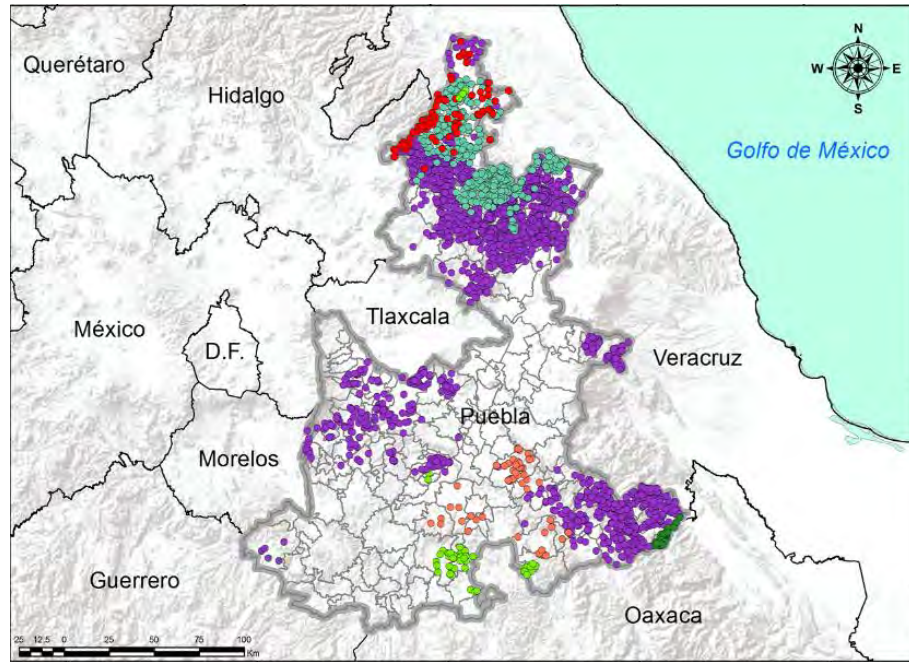 Querétaro
N
Hidalgo
W
E
S
Golfo de México
Tlaxcala
México
D.F.
Veracruz
Puebla
Morelos
Guerrero
Oaxaca
25 12.5 0 25 50 75 100
Km